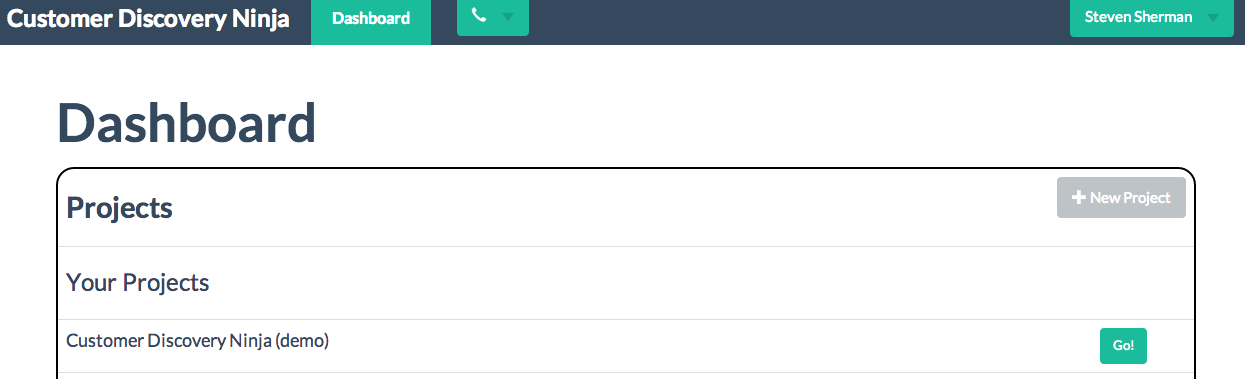 Customer Discovery Ninja Dashboard Steven Sherman
Dashboard
Projects + New Project
Your Projects
Customer Discovery Ninja (demo) Go!